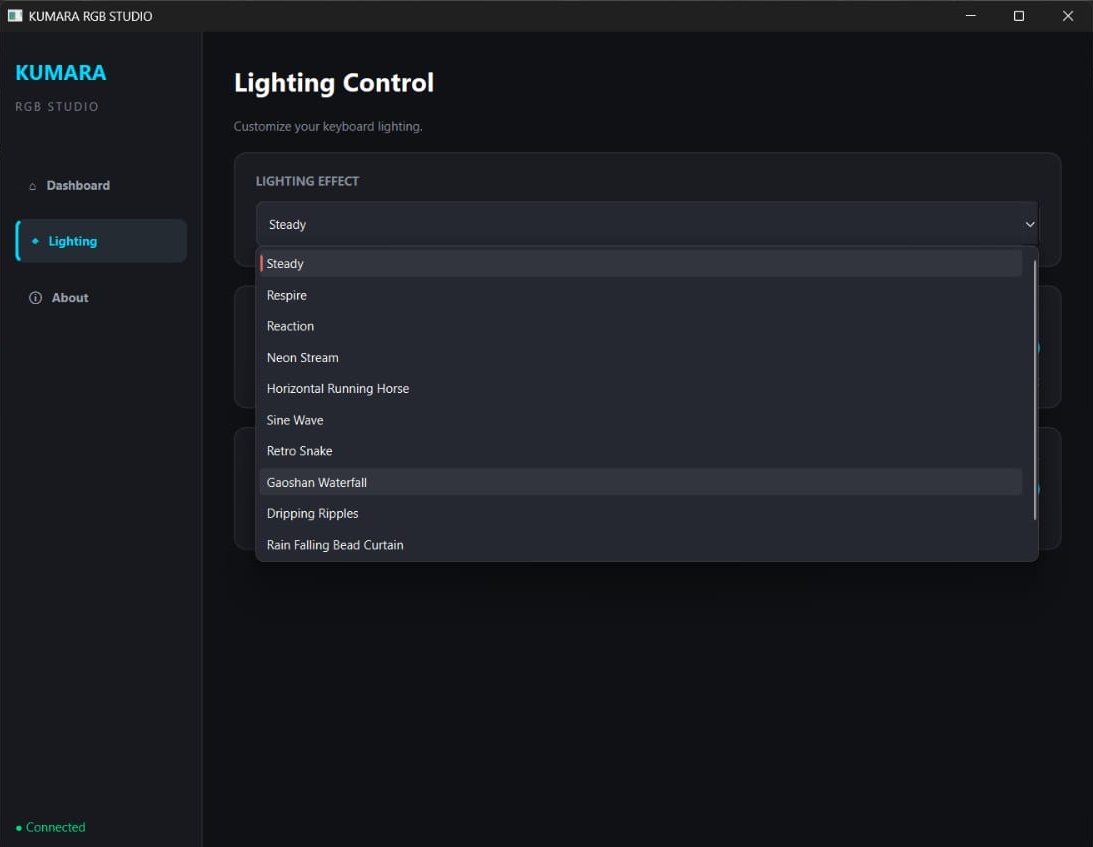 KUMARA RGB STUDIO
KUMARA
RGB STUDIO
Dashboard
Lighting
About
Connected
Lighting Control
Customize your keyboard lighting.
LIGHTING EFFECT
Steady
Steady
Respire
Reaction
Neon Stream
Horizontal Running Horse
Sine Wave
Retro Snake
Gaoshan Waterfall
Dripping Ripples
Rain Falling Bead Curtain